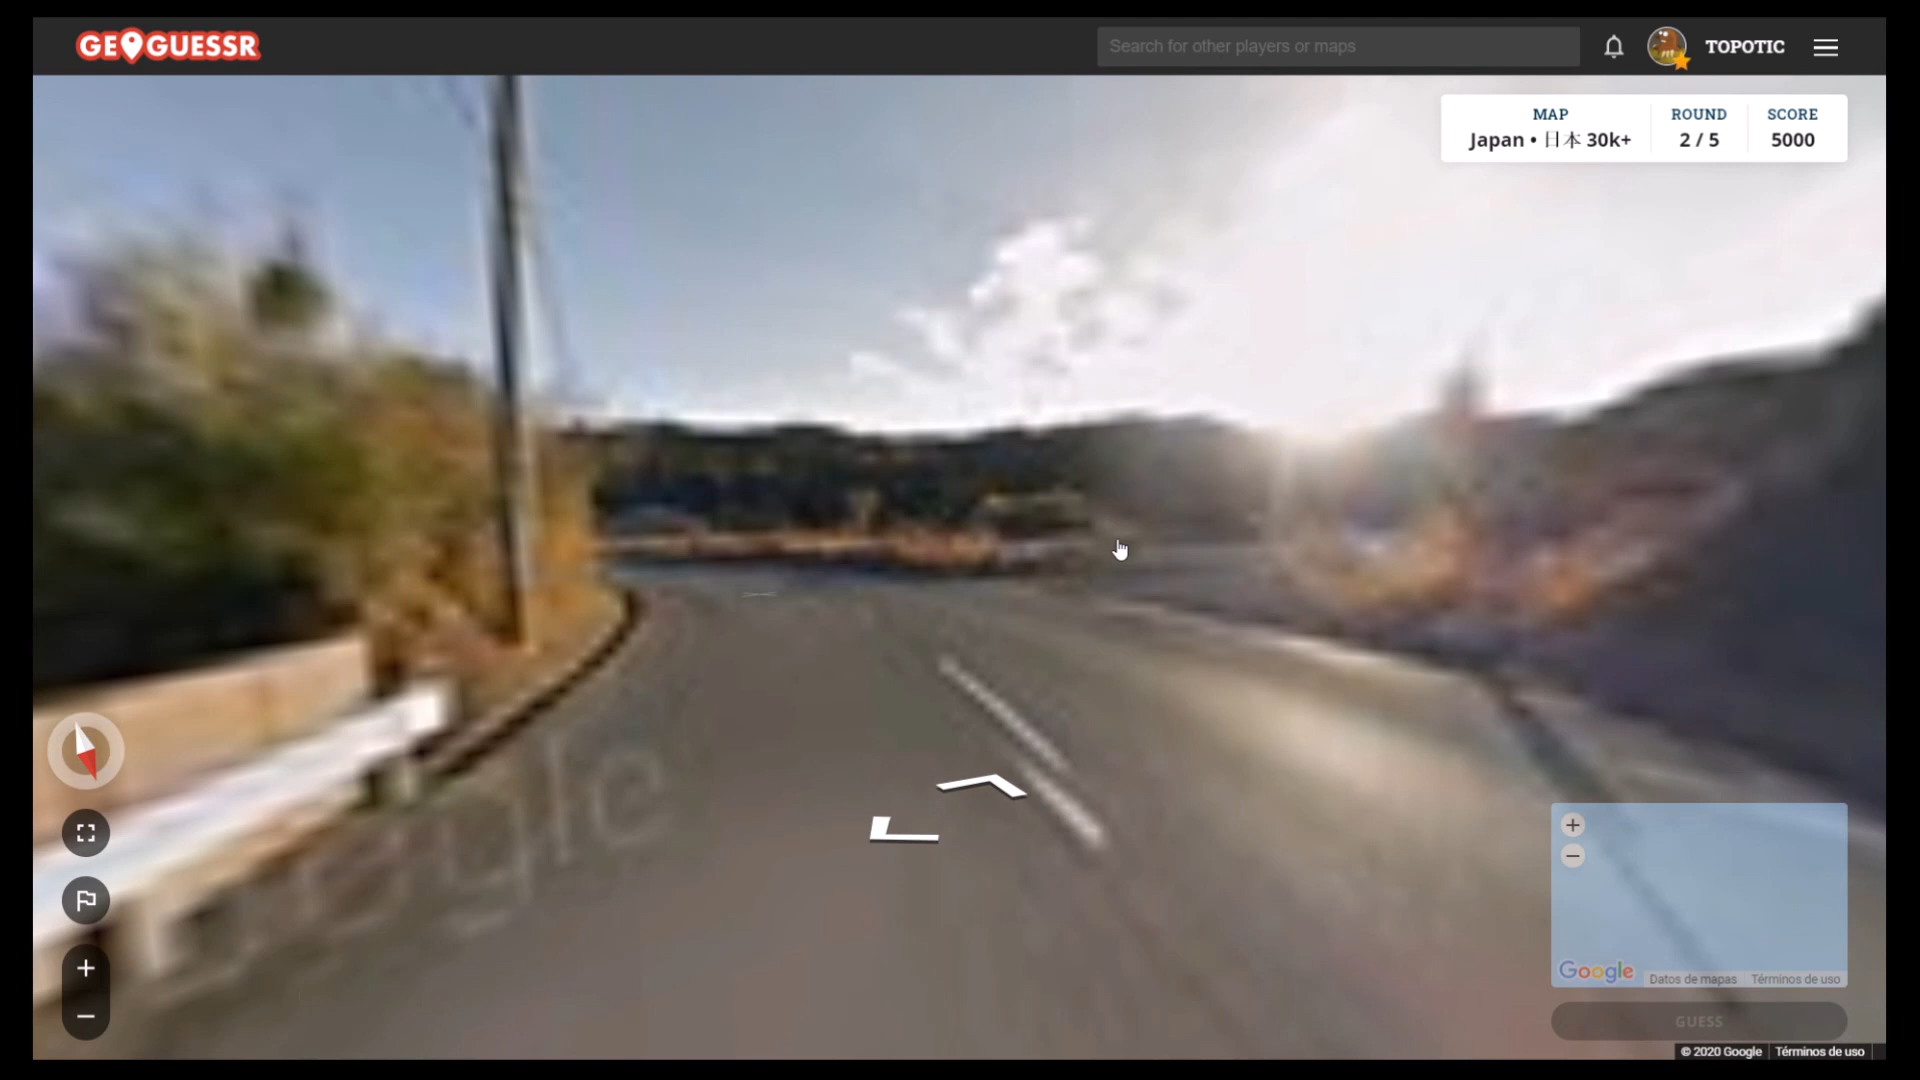 GEOGUESSR
Search for other players or maps
TOPOTIC
MAP
Japan • 日本 30k+
ROUND
2 / 5
SCORE
5000
Google
Datos de mapas
Términos de uso
GUESS
© 2020 Google
Términos de uso